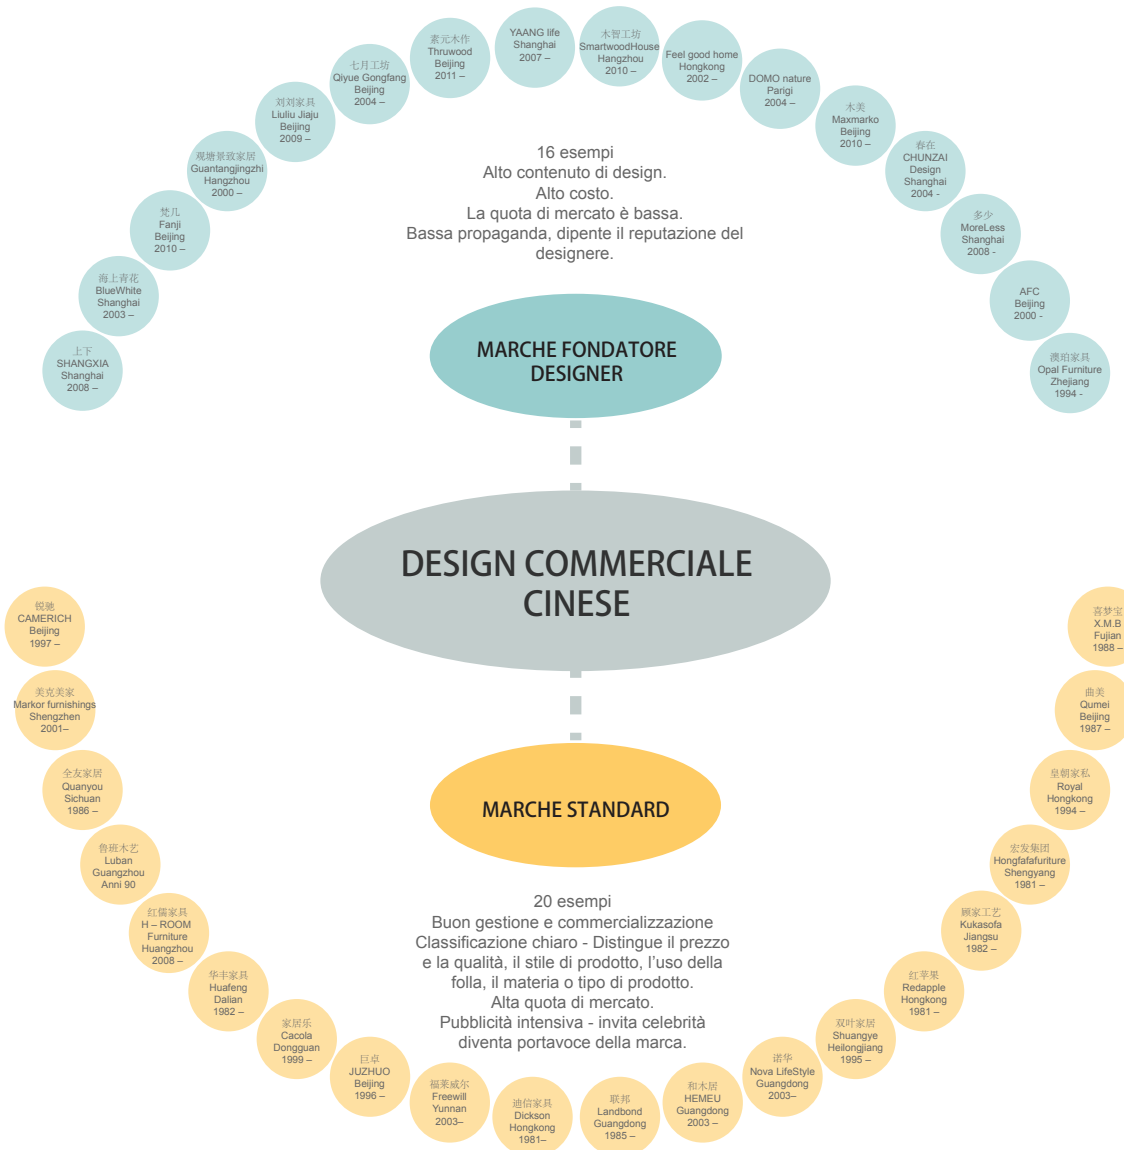 素元木作
Thruwood
Beijing
2011 –
YAANG life
Shanghai
2007 –
木智工坊
SmartwoodHouse
Hangzhou
2010 –
Feel good home
Hongkong
2002 –
DOMO nature
Parigi
2004 –
木美
Maxmarko
Beijing
2010 –
春在
CHUNZAI
Design
Shanghai
2004 -
多少
MoreLess
Shanghai
2008 -
AFC
Beijing
2000 -
澳珀家具
Opal Furniture
Zhejiang
1994 -
七月工坊
Qiyue Gongfang
Beijing
2004 –
刘刘家具
Liuliu Jiaju
Beijing
2009 –
观塘景致家居
Guantangjingzhi
Hangzhou
2000 –
梵几
Fanji
Beijing
2010 –
海上青花
BlueWhite
Shanghai
2003 –
上下
SHANGXIA
Shanghai
2008 –
16 esempi
Alto contenuto di design.
Alto costo.
La quota di mercato è bassa.
Bassa propaganda, dipente il reputazione del
designere.
MARCHE FONDATORE
DESIGNER
DESIGN COMMERCIALE
CINESE
MARCHE STANDARD
20 esempi
Buon gestione e commercializzazione
Classificazione chiaro - Distingue il prezzo
e la qualità, il stile di prodotto, l'uso della
folla, il materia o tipo di prodotto.
Alta quota di mercato.
Pubblicità intensiva - invita celebrità
diventa portavoce della marca.
锐驰
CAMERICH
Beijing
1997 –
美克美家
Markor furnishings
Shengzhen
2001–
全友家居
Quanyou
Sichuan
1986 –
鲁班木艺
Luban
Guangzhou
Anni 90
红儒家具
H – ROOM
Furniture
Huangzhou
2008 –
华丰家具
Huafeng
Dalian
1982 –
家居乐
Cacola
Dongguan
1999 –
巨卓
JUZHUO
Beijing
1996 –
福莱威尔
Freewill
Yunnan
2003–
迪信家具
Dickson
Hongkong
1981–
联邦
Landbond
Guangdong
1985 –
和木居
HEMEU
Guangdong
2003 –
诺华
Nova LifeStyle
Guangdong
2003–
双叶家居
Shuangye
Heilongjiang
1995 –
红苹果
Redapple
Hongkong
1981 –
顾家工艺
Kukasofa
Jiangsu
1982 –
宏发集团
Hongfafafuriture
Shengyang
1981 –
皇朝家私
Royal
Hongkong
1994 –
曲美
Qumei
Beijing
1987 –
喜梦宝
X.M.B
Fujian
1988 –